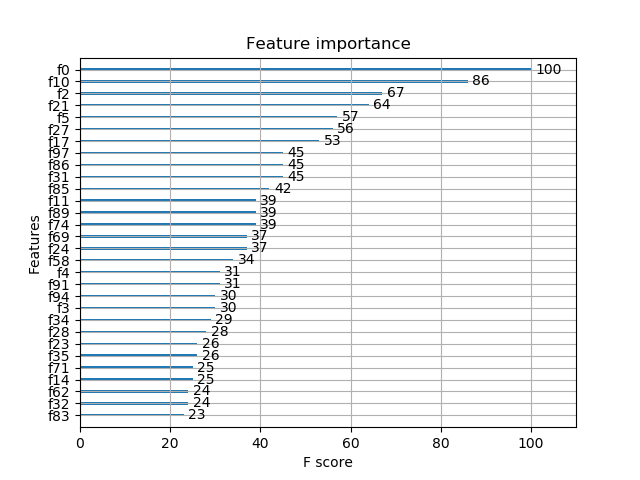 Feature importance
f0 100
f10 86
f2 67
f21 64
f5 57
f27 56
f17 53
f97 45
f86 45
f31 45
f85 42
f11 39
f89 39
f74 39
f69 37
f24 37
f58 34
f4 31
f91 31
f94 30
f3 30
f34 29
f28 28
f23 26
f35 26
f71 25
f14 25
f62 24
f32 24
f83 23
Features
0 20 40 60 80 100
F score